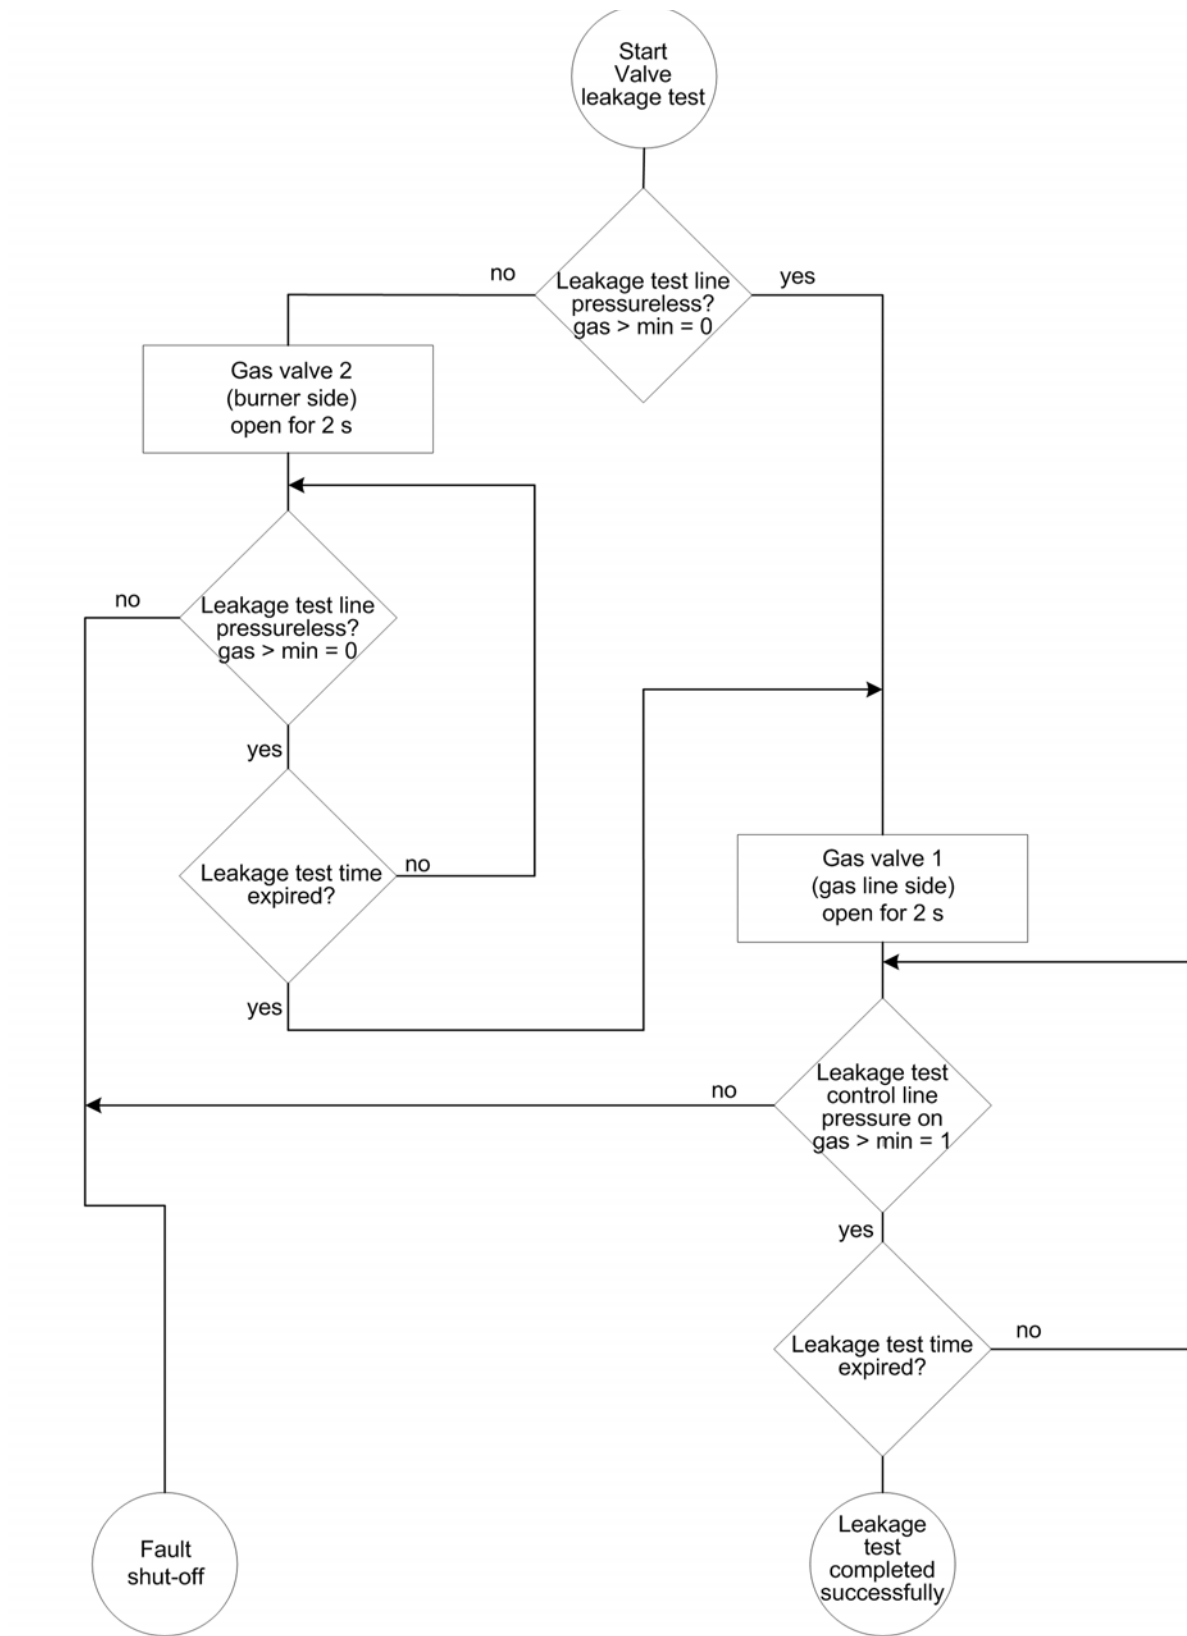 Start
Valve
leakage test
no
yes
Leakage test line
pressureless?
gas > min = 0
Gas valve 2
(burner side)
open for 2 s
no
Leakage test line
pressureless?
gas > min = 0
yes
Leakage test time
expired?
no
yes
Gas valve 1
(gas line side)
open for 2 s
no
Leakage test
control line
pressure on
gas > min = 1
yes
Leakage test time
expired?
no
Fault
shut-off
Leakage
test
completed
successfully